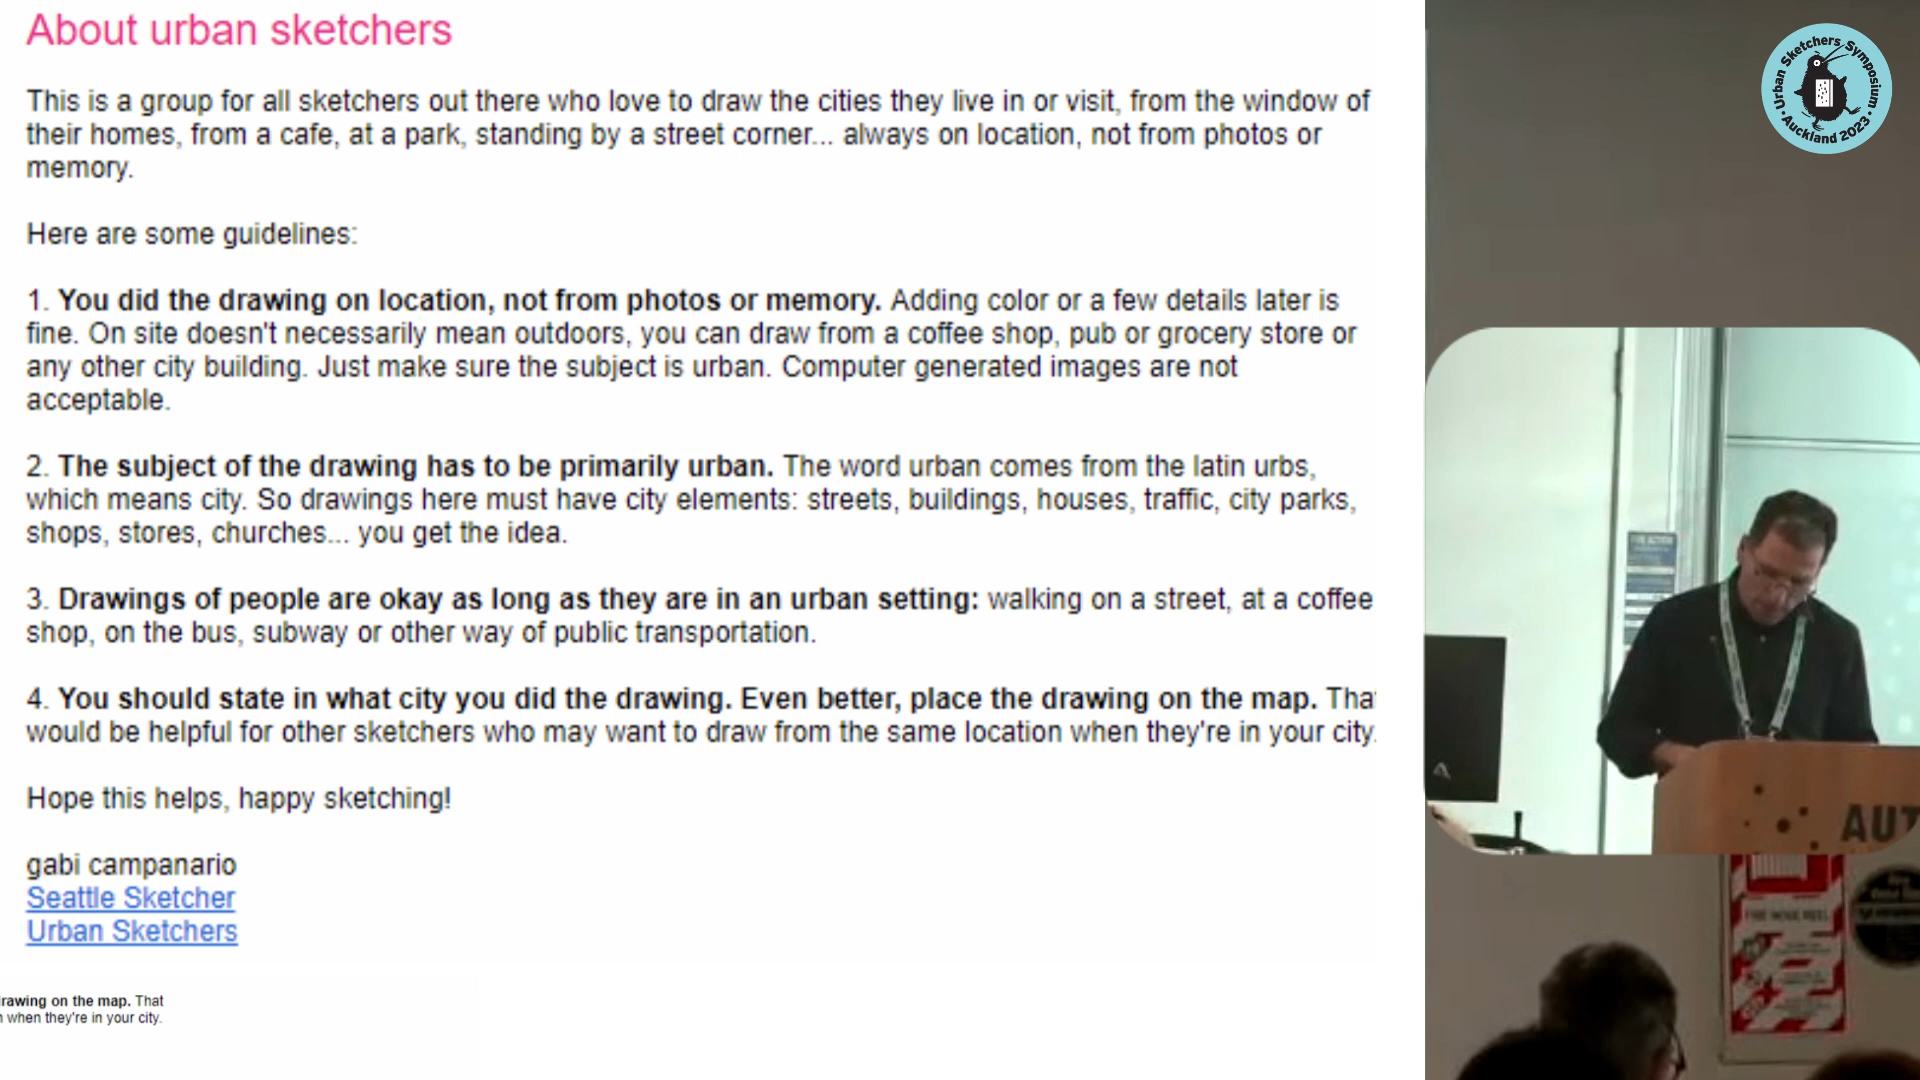 About urban sketchers
This is a group for all sketchers out there who love to draw the cities they live in or visit, from the window of
their homes, from a cafe, at a park, standing by a street corner... always on location, not from photos or
memory.
Here are some guidelines:
1. You did the drawing on location, not from photos or memory. Adding color or a few details later is
fine. On site doesn't necessarily mean outdoors, you can draw from a coffee shop, pub or grocery store or
any other city building. Just make sure the subject is urban. Computer generated images are not
acceptable.
2. The subject of the drawing has to be primarily urban. The word urban comes from the latin urbs,
which means city. So drawings here must have city elements: streets, buildings, houses, traffic, city parks,
shops, stores, churches... you get the idea.
3. Drawings of people are okay as long as they are in an urban setting: walking on a street, at a coffee
shop, on the bus, subway or other way of public transportation.
4. You should state in what city you did the drawing. Even better, place the drawing on the map. Tha
would be helpful for other sketchers who may want to draw from the same location when they're in your city.
Hope this helps, happy sketching!
gabi campanario
Seattle Sketcher
Urban Sketchers
rawing on the map. That
when they're in your city.
Urban Sketchers Symposium
Auckland 2023
AUT
FIRE HOSE REEL